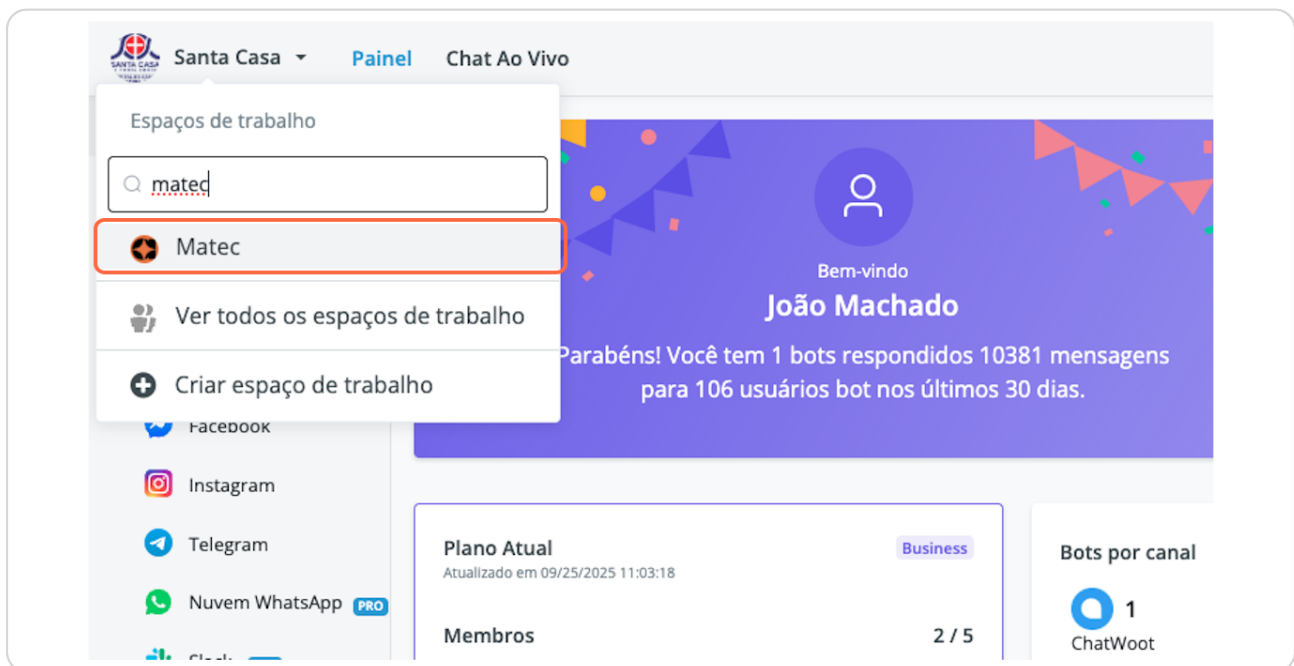 SANTA CASA
Santa Casa
Painel
Chat Ao Vivo
Espaços de trabalho
matec
Matec
Ver todos os espaços de trabalho
Criar espaço de trabalho
Bem-vindo
João Machado
Parabéns! Você tem 1 bots respondidos 10381 mensagens
para 106 usuários bot nos últimos 30 dias.
Facebook
Instagram
Telegram
Nuvem WhatsApp PRO
Slack
Plano Atual
Business
Atualizado em 09/25/2025 11:03:18
Membros
2 / 5
Bots por canal
1
ChatWoot